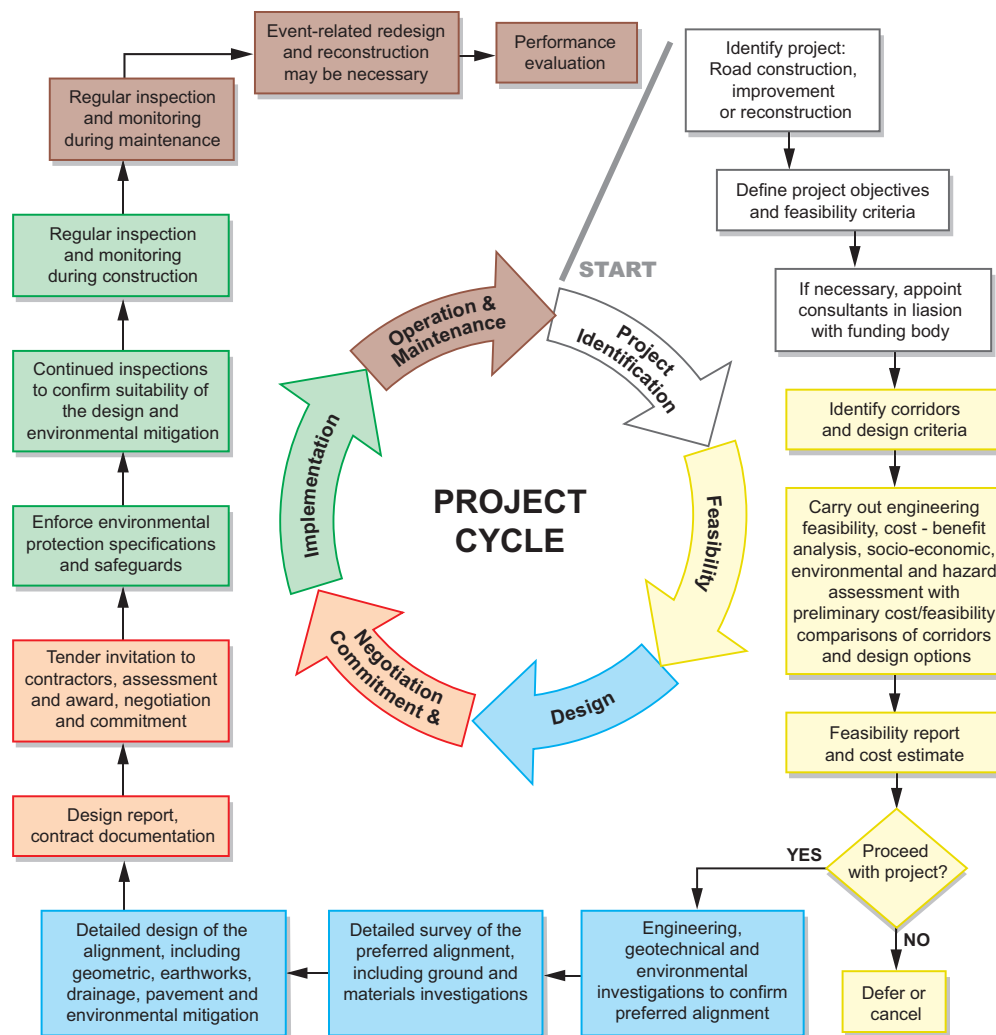 Identify project:
Road construction,
improvement
or reconstruction
Define project objectives
and feasibility criteria
If necessary, appoint
consultants in liasion
with funding body
Identify corridors
and design criteria
Carry out engineering
feasibility, cost - benefit
analysis, socio-economic,
environmental and hazard
assessment with
preliminary cost/feasibility
comparisons of corridors
and design options
Feasibility report
and cost estimate
Proceed
with project?
YES
NO
Defer or
cancel
Engineering,
geotechnical and
environmental
investigations to confirm
preferred alignment
Detailed survey of the
preferred alignment,
including ground and
materials investigations
Detailed design of the
alignment, including
geometric, earthworks,
drainage, pavement and
environmental mitigation
Design report,
contract documentation
Tender invitation to
contractors, assessment
and award, negotiation
and commitment
Enforce environmental
protection specifications
and safeguards
Continued inspections
to confirm suitability of
the design and
environmental mitigation
Regular inspection
and monitoring
during construction
Regular inspection
and monitoring
during maintenance
Event-related redesign
and reconstruction
may be necessary
Performance
evaluation
START
PROJECT
CYCLE
Project
Identification
Feasibility
Design
Negotiation
Commitment &
Implementation
Operation &
Maintenance